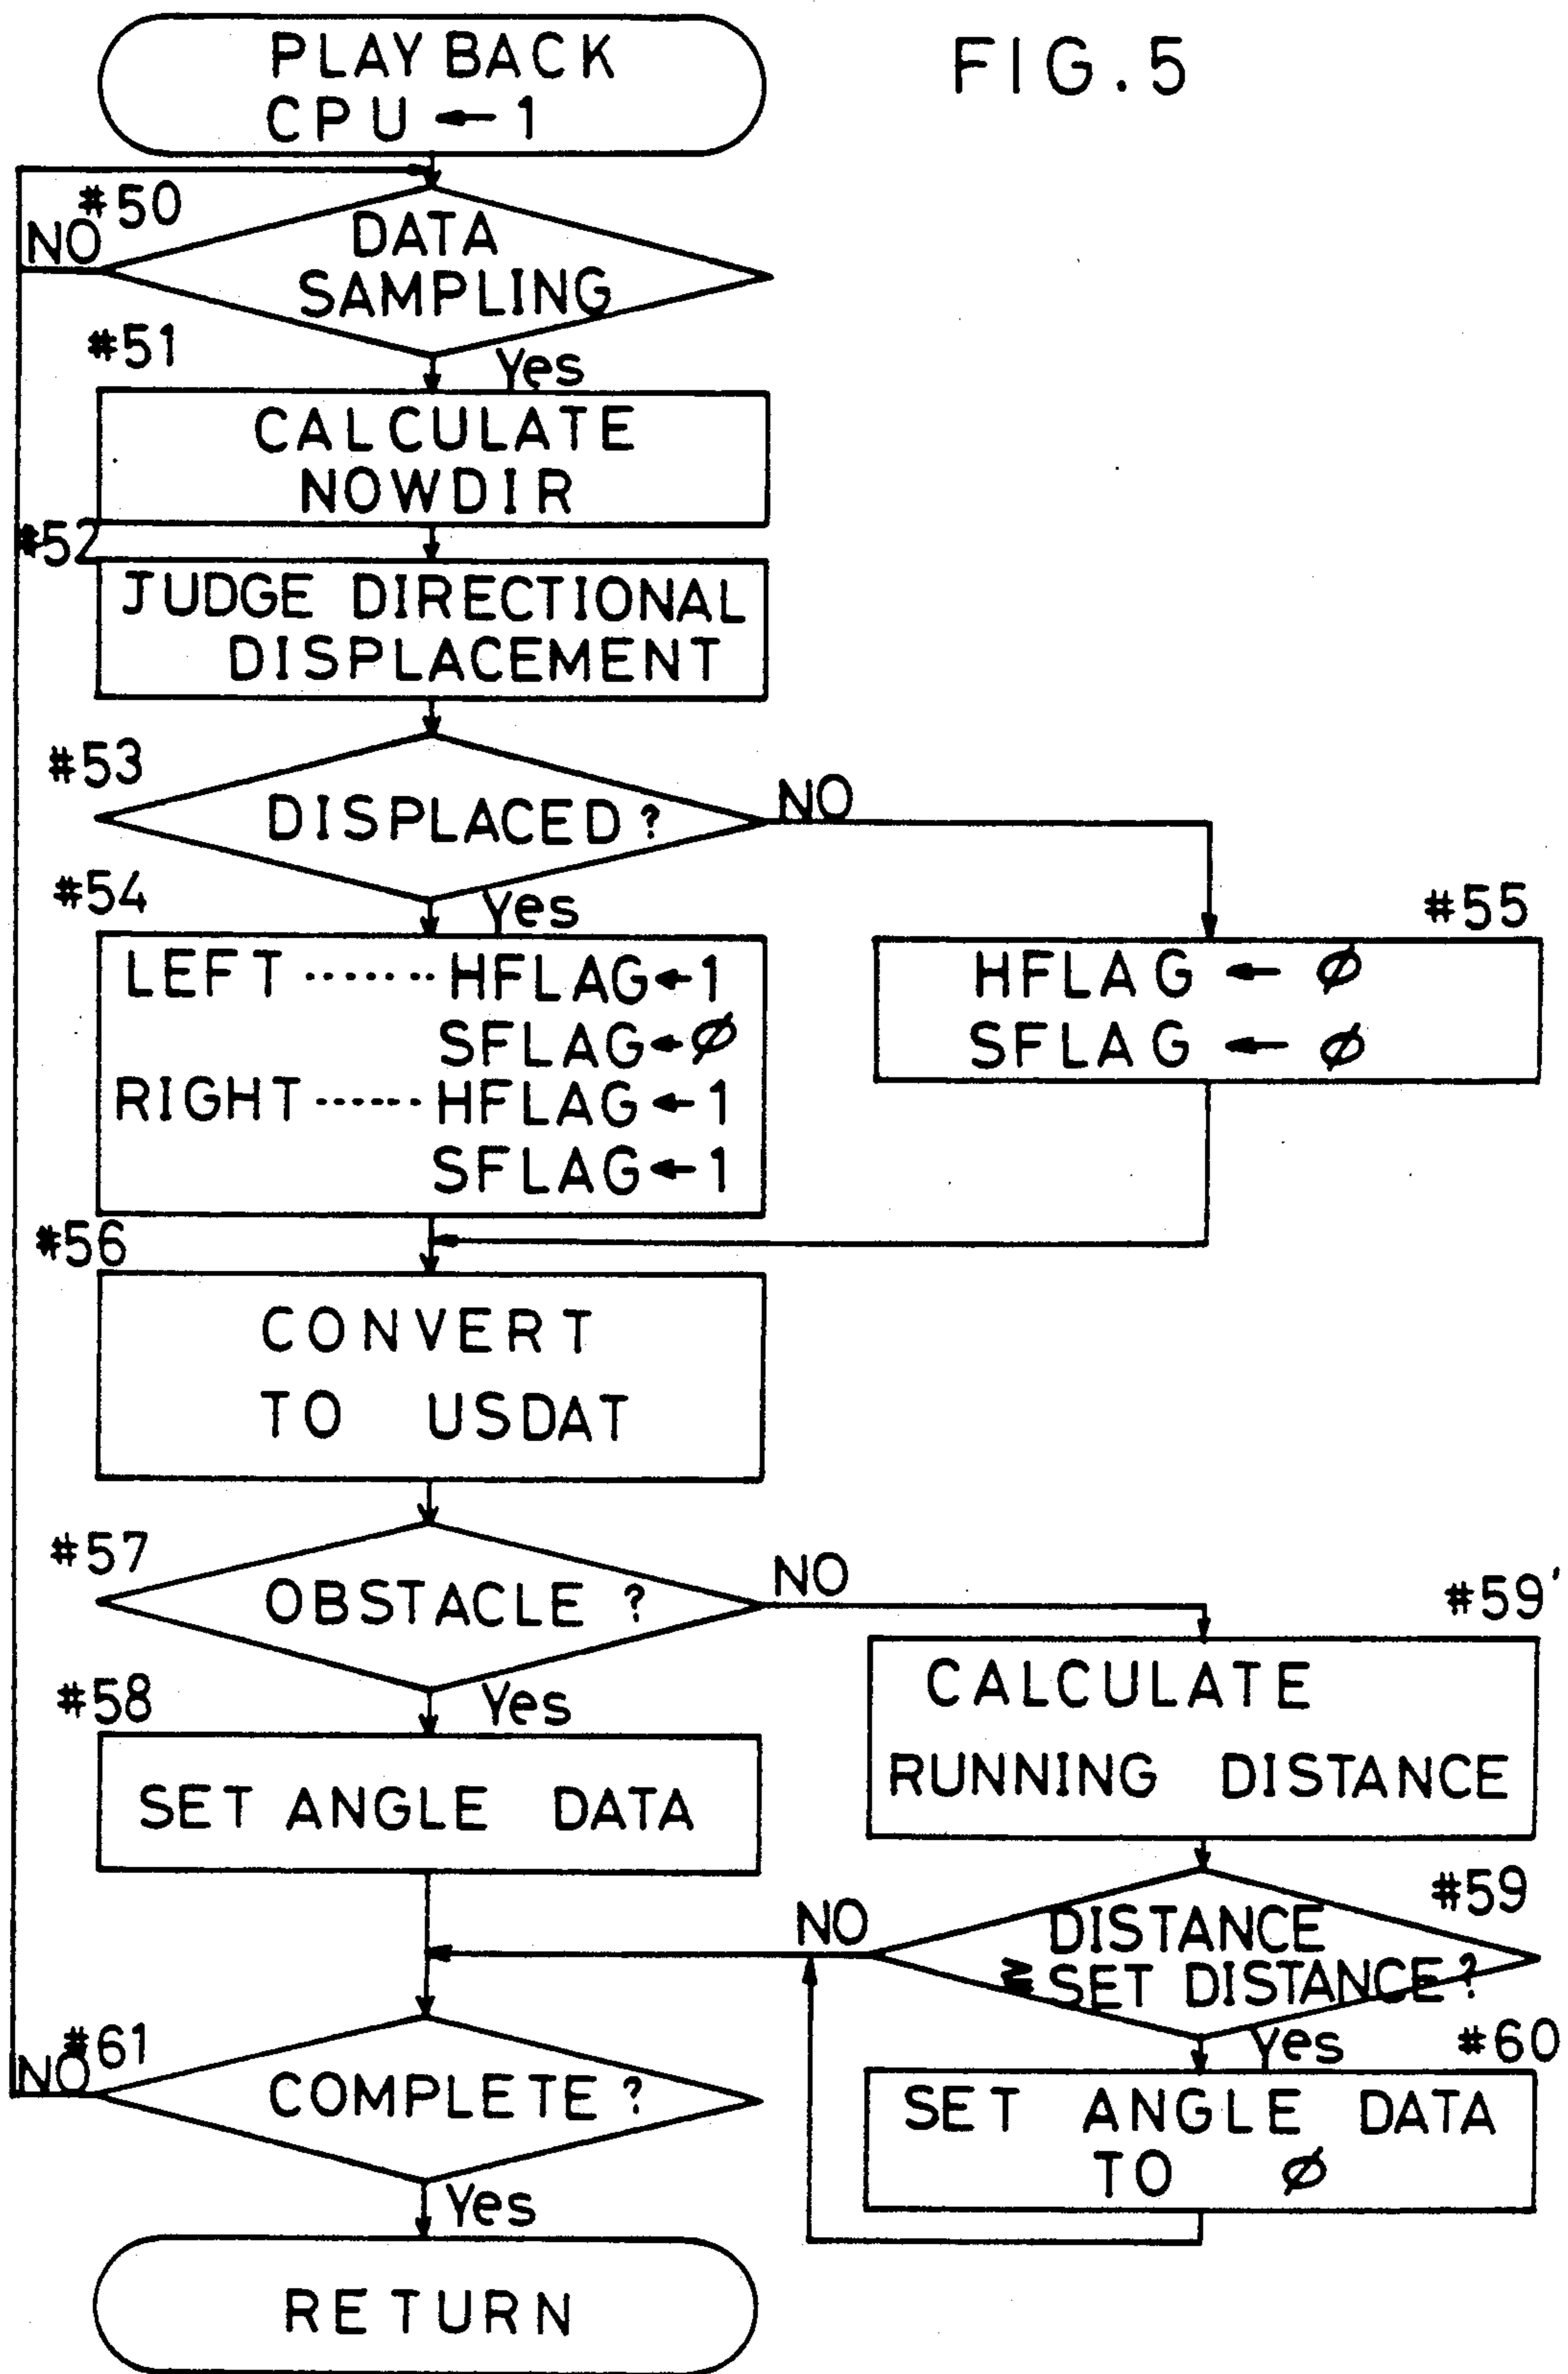 FIG.5
PLAY BACK
CPU ← 1
#50
NO
DATA
SAMPLING
Yes
#51
CALCULATE
NOWDIR
#52
JUDGE DIRECTIONAL
DISPLACEMENT
#53
DISPLACED ?
NO
Yes
#54
LEFT ······· HFLAG←1
SFLAG←Ø
RIGHT ······ HFLAG←1
SFLAG←1
#55
HFLAG ← Ø
SFLAG ← Ø
#56
CONVERT
TO USDAT
#57
OBSTACLE ?
NO
Yes
#58
SET ANGLE DATA
#59'
CALCULATE
RUNNING DISTANCE
#59
NO
DISTANCE
≧ SET DISTANCE ?
Yes
#60
SET ANGLE DATA
TO Ø
#61
NO
COMPLETE ?
Yes
RETURN